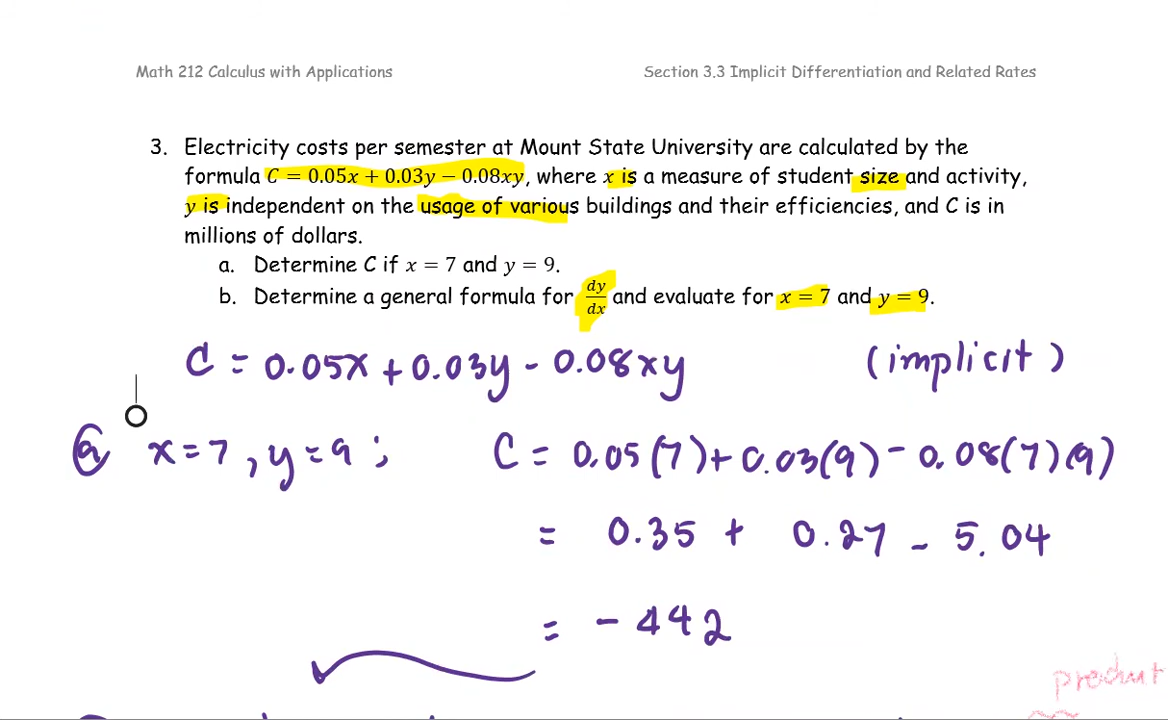 Math 212 Calculus with Applications Section 3.3 Implicit Differentiation and Related Rates
3. Electricity costs per semester at Mount State University are calculated by the
formula C = 0.05x + 0.03y − 0.08xy, where x is a measure of student size and activity,
y is independent on the usage of various buildings and their efficiencies, and C is in
millions of dollars.
a. Determine C if x = 7 and y = 9.
b. Determine a general formula for dy/dx and evaluate for x = 7 and y = 9.
C = 0.05x + 0.03y - 0.08xy (implicit)
ⓐ x = 7, y = 9; C = 0.05(7) + 0.03(9) - 0.08(7)(9)
= 0.35 + 0.27 - 5.04
= - 442
product